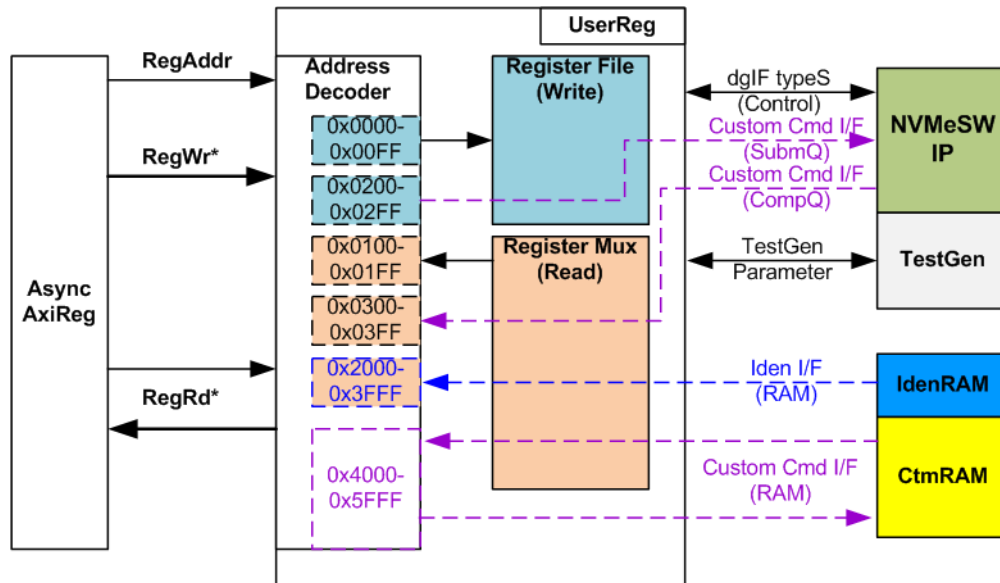 UserReg
RegAddr
RegWr*
Async
AxiReg
RegRd*
Address
Decoder
0x0000-
0x00FF
0x0200-
0x02FF
0x0100-
0x01FF
0x0300-
0x03FF
0x2000-
0x3FFF
0x4000-
0x5FFF
Register File
(Write)
Register Mux
(Read)
dgIF typeS
(Control)
Custom Cmd I/F
(SubmQ)
Custom Cmd I/F
(CompQ)
TestGen
Parameter
Iden I/F
(RAM)
Custom Cmd I/F
(RAM)
NVMeSW
IP
TestGen
IdenRAM
CtmRAM